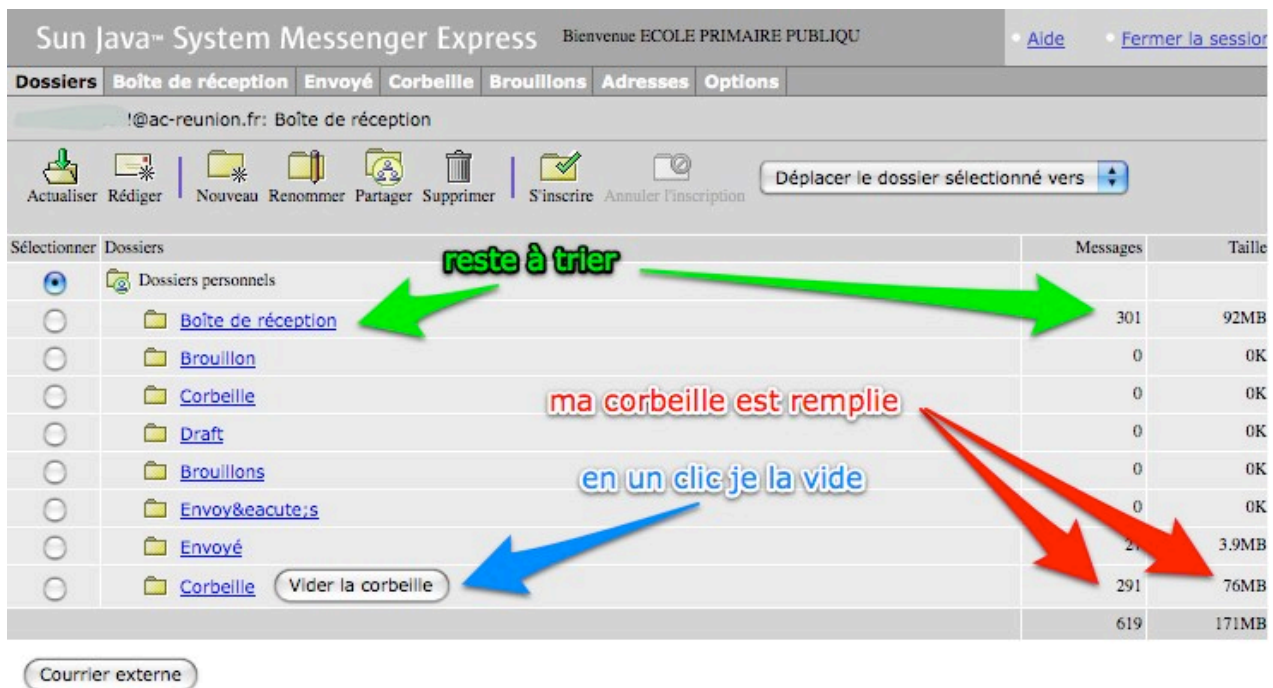 Sun Java™ System Messenger Express Bienvenue ECOLE PRIMAIRE PUBLIQU Aide Fermer la session
Dossiers Boîte de réception Envoyé Corbeille Brouillons Adresses Options
!@ac-reunion.fr: Boîte de réception
Actualiser Rédiger Nouveau Renommer Partager Supprimer S'inscrire Annuler l'inscription Déplacer le dossier sélectionné vers
Sélectionner Dossiers Messages Taille
reste à trier
Dossiers personnels
Boîte de réception 301 92MB
Brouillon 0 0K
Corbeille 0 0K
ma corbeille est remplie
Draft 0 0K
Brouillons 0 0K
en un clic je la vide
Envoy&eacute;s 0 0K
Envoyé 3.9MB
Corbeille Vider la corbeille 291 76MB
619 171MB
Courrier externe